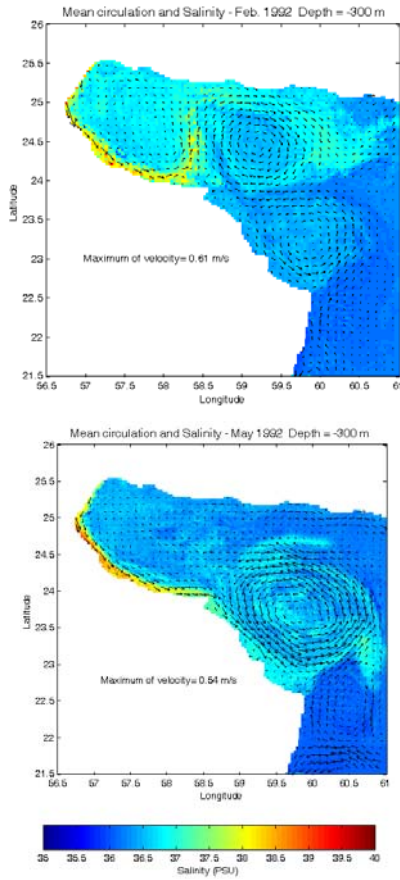 Mean circulation and Salinity - Feb. 1992 Depth = -300 m
26
25.5
25
24.5
24
23.5
23
22.5
22
21.5
Latitude
Maximum of velocity= 0.61 m/s
56.5 57 57.5 58 58.5 59 59.5 60 60.5 61
Longitude
Mean circulation and Salinity - May 1992 Depth = -300 m
26
25.5
25
24.5
24
23.5
23
22.5
22
21.5
Latitude
Maximum of velocity= 0.54 m/s
56.5 57 57.5 58 58.5 59 59.5 60 60.5 61
Longitude
35 35.5 36 36.5 37 37.5 38 38.5 39 39.5 40
Salinity (PSU)